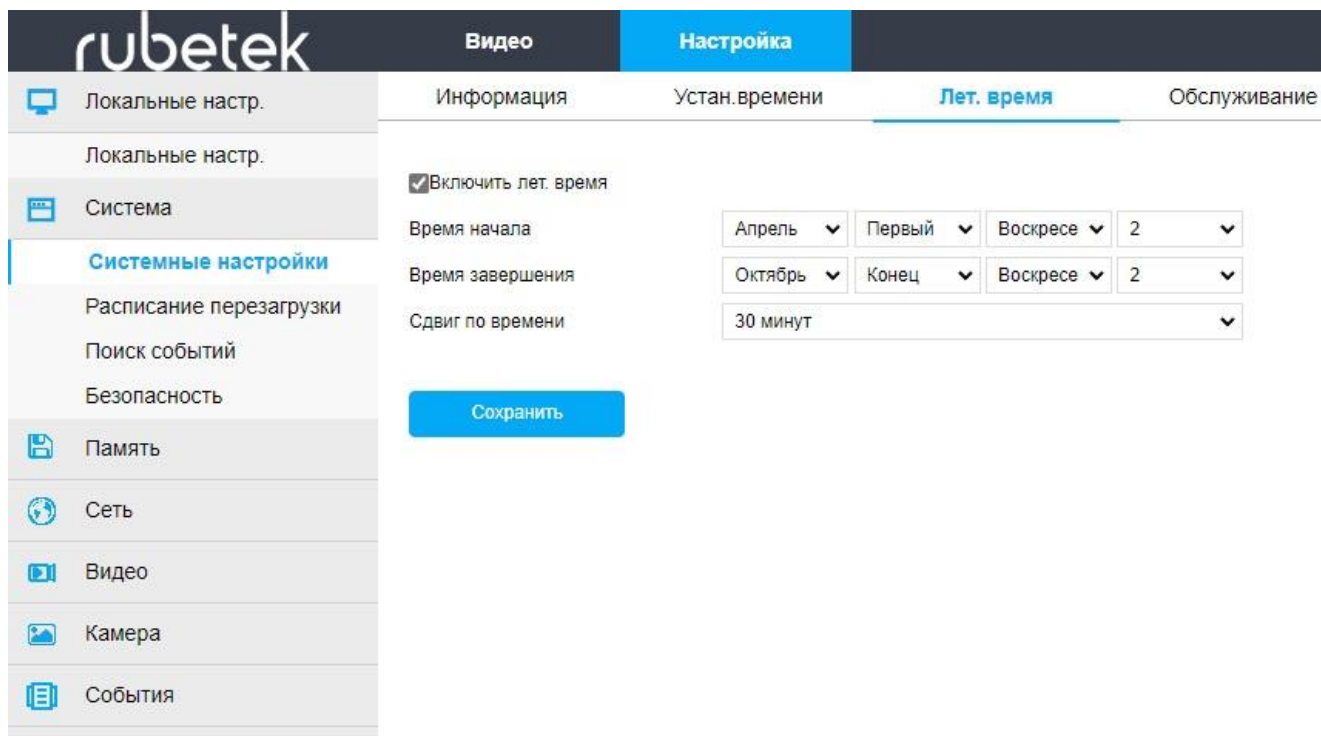 rubetek
Видео
Настройка
Локальные настр.
Локальные настр.
Система
Системные настройки
Расписание перезагрузки
Поиск событий
Безопасность
Память
Сеть
Видео
Камера
События
Информация
Устан.времени
Лет. время
Обслуживание
Включить лет. время
Время начала Апрель Первый Воскресе 2
Время завершения Октябрь Конец Воскресе 2
Сдвиг по времени 30 минут
Сохранить